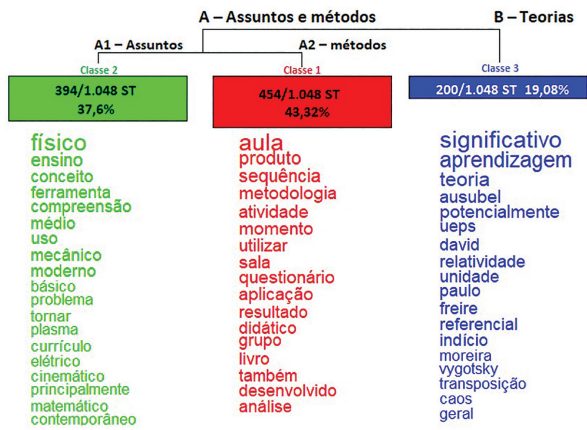 A – Assuntos e métodos
B – Teorias
A1 – Assuntos
A2 – métodos
Classe 2
394/1.048 ST
37,6%
físico
ensino
conceito
ferramenta
compreensão
médio
uso
mecânico
moderno
básico
problema
tornar
plasma
currículo
elétrico
cinemático
principalmente
matemático
contemporâneo
Classe 1
454/1.048 ST
43,32%
aula
produto
sequência
metodologia
atividade
momento
utilizar
sala
questionário
aplicação
resultado
didático
grupo
livro
também
desenvolvido
análise
Classe 3
200/1.048 ST 19,08%
significativo
aprendizagem
teoria
ausubel
potencialmente
ueps
david
relatividade
unidade
paulo
freire
referencial
indício
moreira
vygotsky
transposição
caos
geral